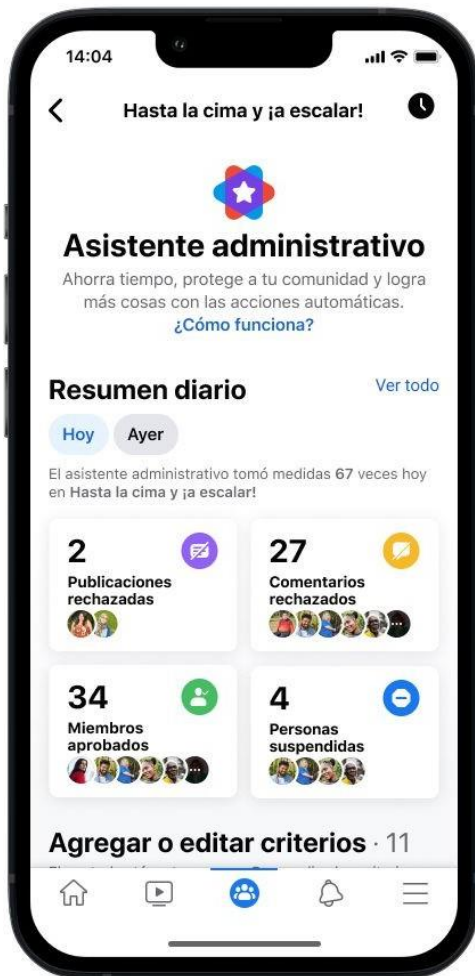 14:04
Hasta la cima y ¡a escalar!
Asistente administrativo
Ahorra tiempo, protege a tu comunidad y logra
más cosas con las acciones automáticas.
¿Cómo funciona?
Resumen diario
Ver todo
Hoy
Ayer
El asistente administrativo tomó medidas 67 veces hoy
en Hasta la cima y ¡a escalar!
2
Publicaciones
rechazadas
27
Comentarios
rechazados
34
Miembros
aprobados
4
Personas
suspendidas
Agregar o editar criterios · 11